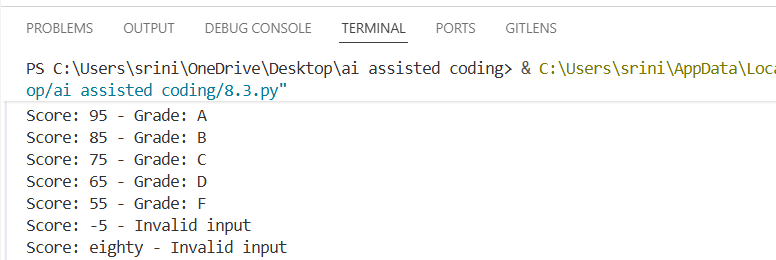 PROBLEMS OUTPUT DEBUG CONSOLE TERMINAL PORTS GITLENS
PS C:\Users\srini\OneDrive\Desktop\ai assisted coding> & C:\Users\srini\AppData\Loca
op/ai assisted coding/8.3.py"
Score: 95 - Grade: A
Score: 85 - Grade: B
Score: 75 - Grade: C
Score: 65 - Grade: D
Score: 55 - Grade: F
Score: -5 - Invalid input
Score: eighty - Invalid input